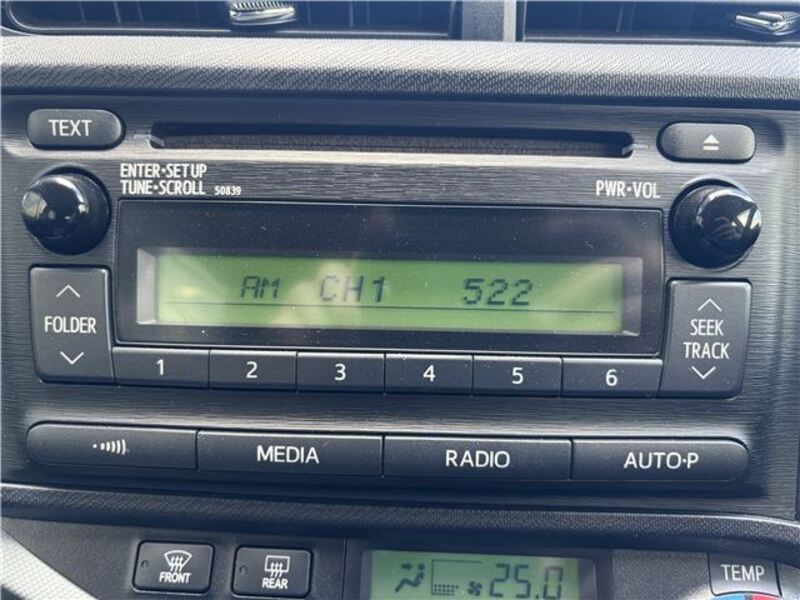 TEXT
ENTER•SETUP
TUNE•SCROLL 50839
PWR•VOL
AM CH1 522
FOLDER
SEEK
TRACK
1 2 3 4 5 6
MEDIA RADIO AUTO•P
FRONT REAR 25.0 TEMP